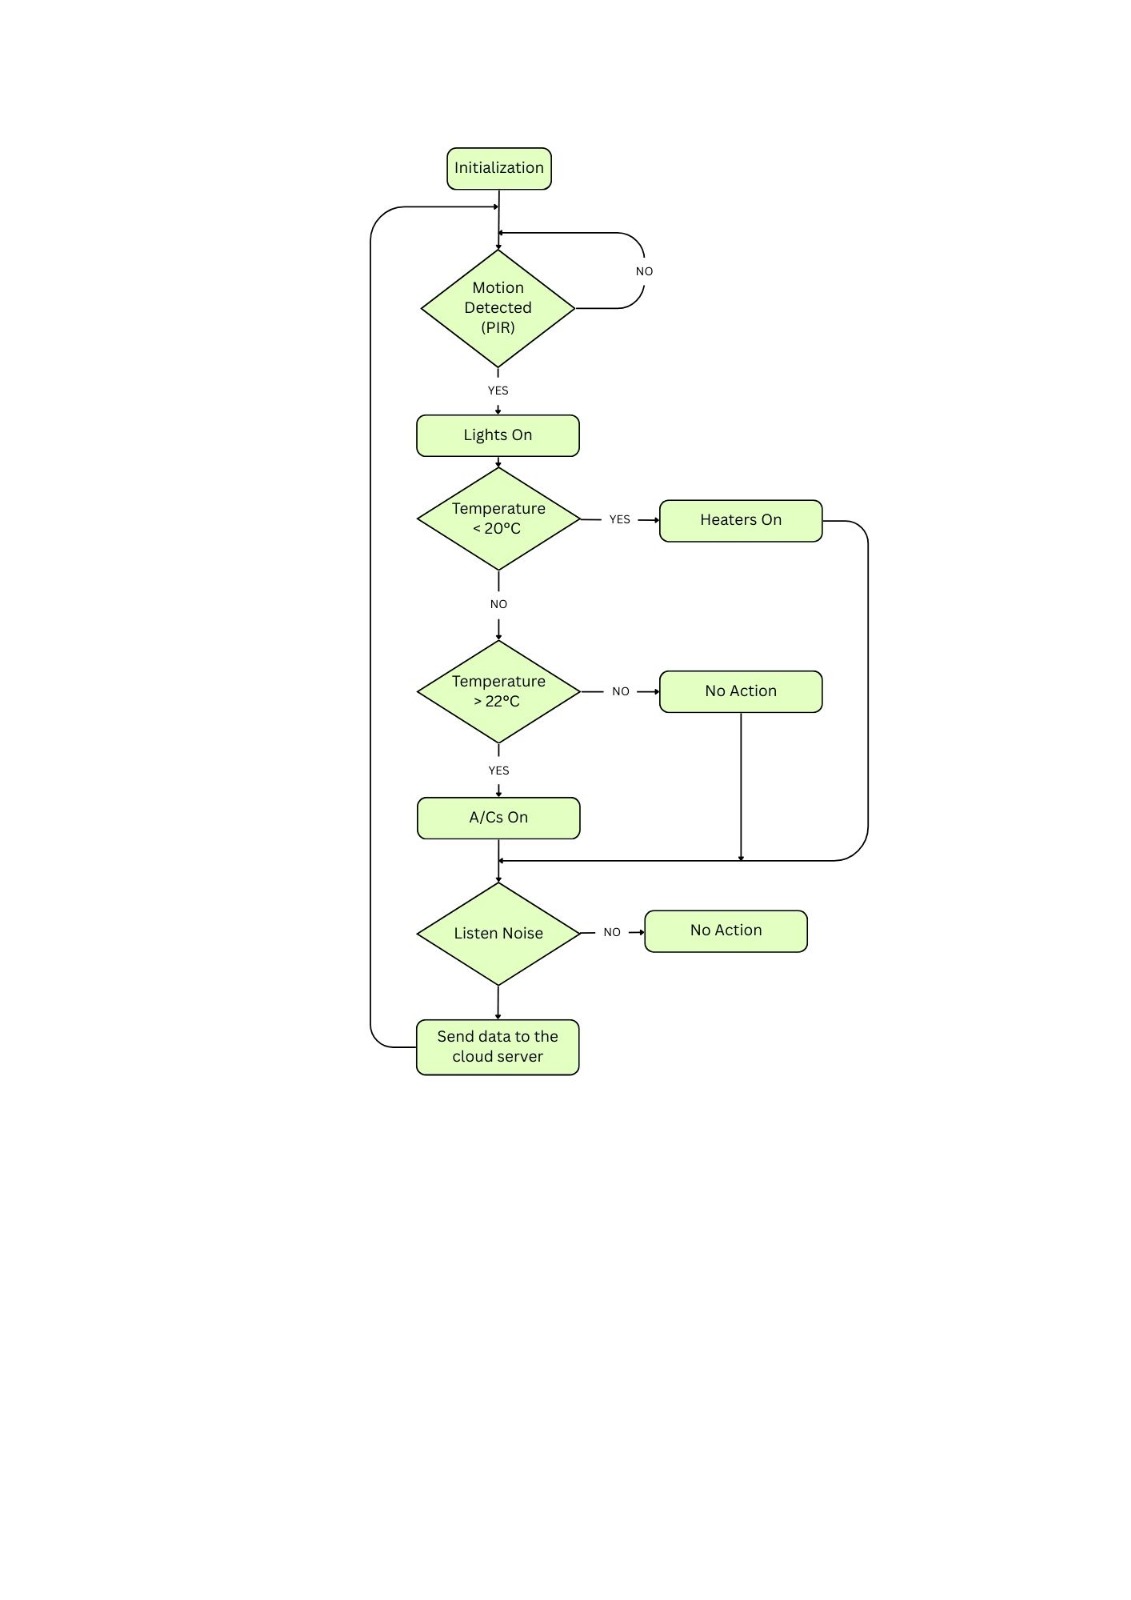 Initialization
NO
Motion
Detected
(PIR)
YES
Lights On
Temperature
< 20°C
YES
Heaters On
NO
Temperature
> 22°C
NO
No Action
YES
A/Cs On
Listen Noise
NO
No Action
Send data to the
cloud server